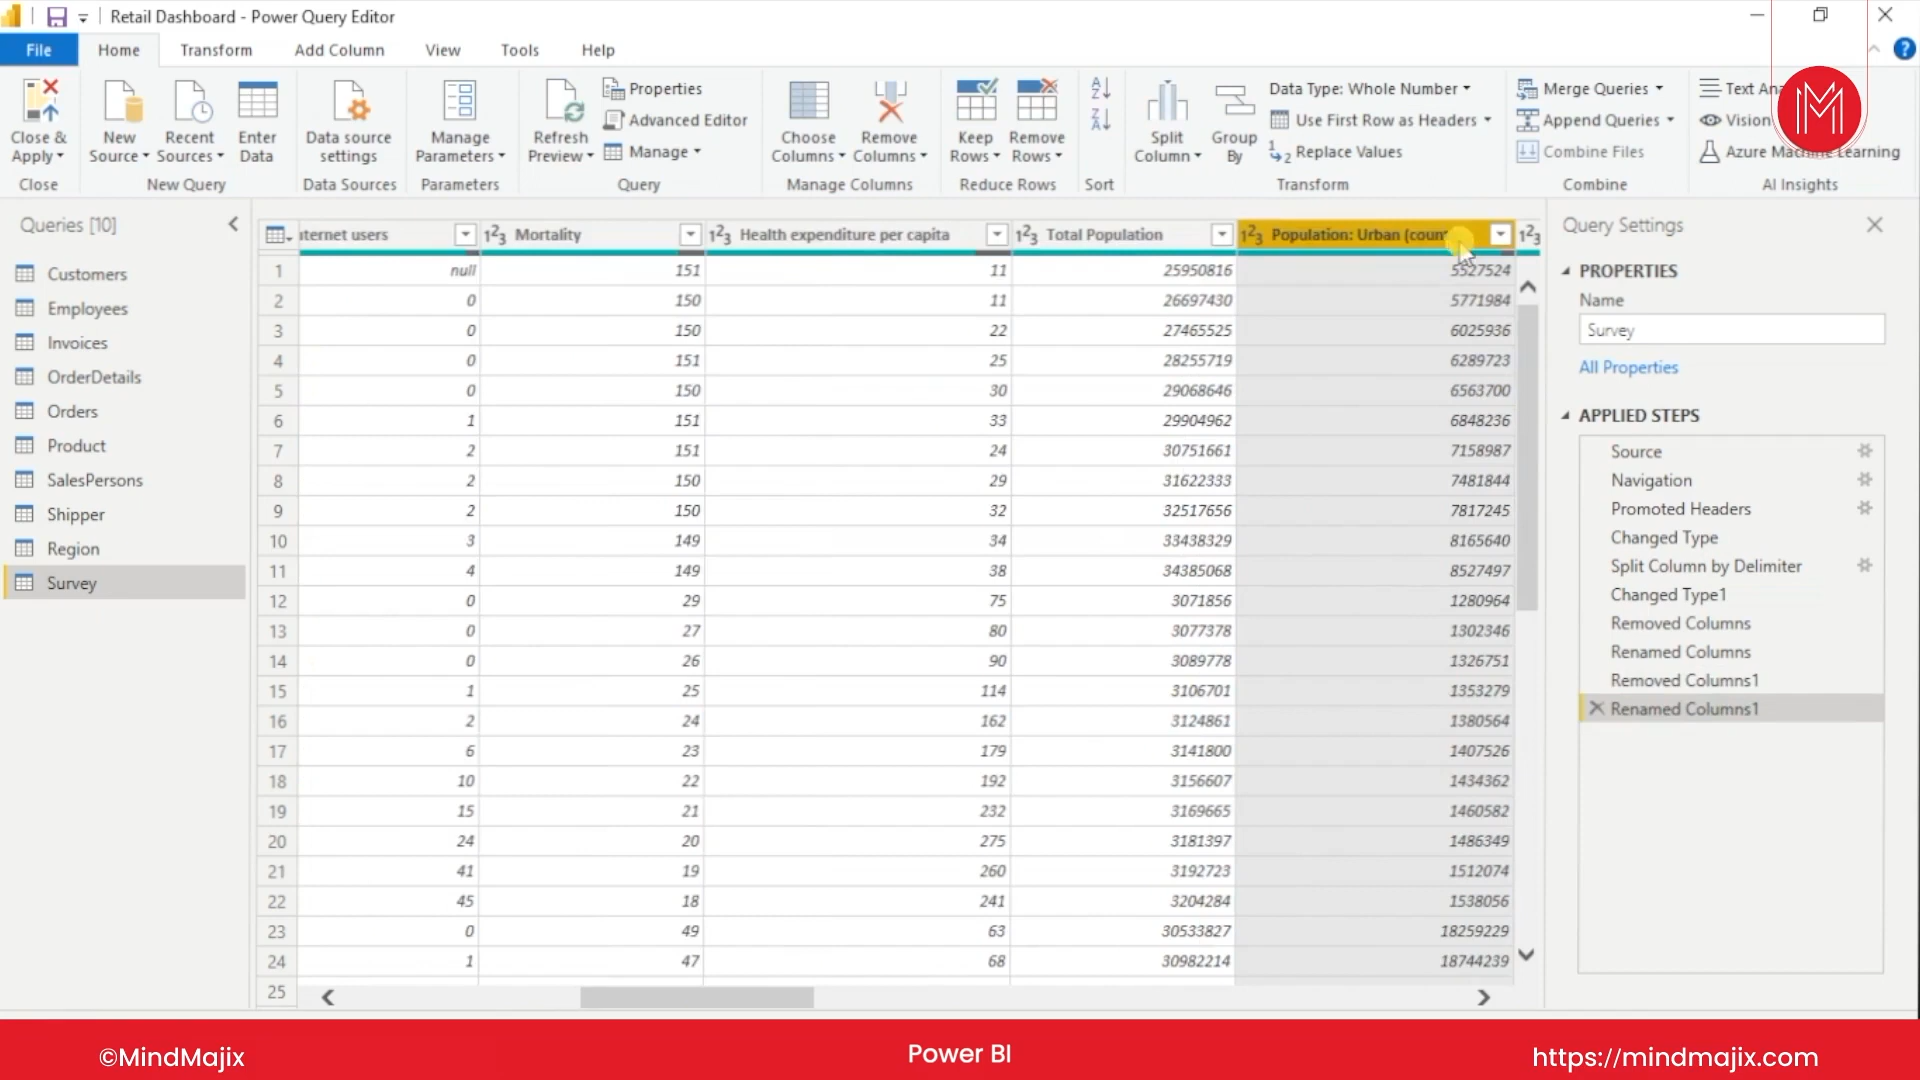 Retail Dashboard - Power Query Editor
File Home Transform Add Column View Tools Help
Close & Apply
Close
New Source
Recent Sources
Enter Data
New Query
Data source settings
Data Sources
Manage Parameters
Parameters
Refresh Preview
Properties
Advanced Editor
Manage
Query
Choose Columns
Remove Columns
Manage Columns
Keep Rows
Remove Rows
Reduce Rows
Sort
Split Column
Group By
Data Type: Whole Number
Use First Row as Headers
Replace Values
Transform
Merge Queries
Append Queries
Combine Files
Combine
Text
Vision
Azure Machine Learning
AI Insights
Queries [10]
Customers
Employees
Invoices
OrderDetails
Orders
Product
SalesPersons
Shipper
Region
Survey
nternet users Mortality Health expenditure per capita Total Population Population: Urban (coun
1 null 151 11 25950816 5527524
2 0 150 11 26697430 5771984
3 0 150 22 27465525 6025936
4 0 151 25 28255719 6289723
5 0 150 30 29068646 6563700
6 1 151 33 29904962 6848236
7 2 151 24 30751661 7158987
8 2 150 29 31622333 7481844
9 2 150 32 32517656 7817245
10 3 149 34 33438329 8165640
11 4 149 38 34385068 8527497
12 0 29 75 3071856 1280964
13 0 27 80 3077378 1302346
14 0 26 90 3089778 1326751
15 1 25 114 3106701 1353279
16 2 24 162 3124861 1380564
17 6 23 179 3141800 1407526
18 10 22 192 3156607 1434362
19 15 21 232 3169665 1460582
20 24 20 275 3181397 1486349
21 41 19 260 3192723 1512074
22 45 18 241 3204284 1538056
23 0 49 63 30533827 18259229
24 1 47 68 30982214 18744239
25
Query Settings
PROPERTIES
Name
Survey
All Properties
APPLIED STEPS
Source
Navigation
Promoted Headers
Changed Type
Split Column by Delimiter
Changed Type1
Removed Columns
Renamed Columns
Removed Columns1
Renamed Columns1
©MindMajix
Power BI
https://mindmajix.com